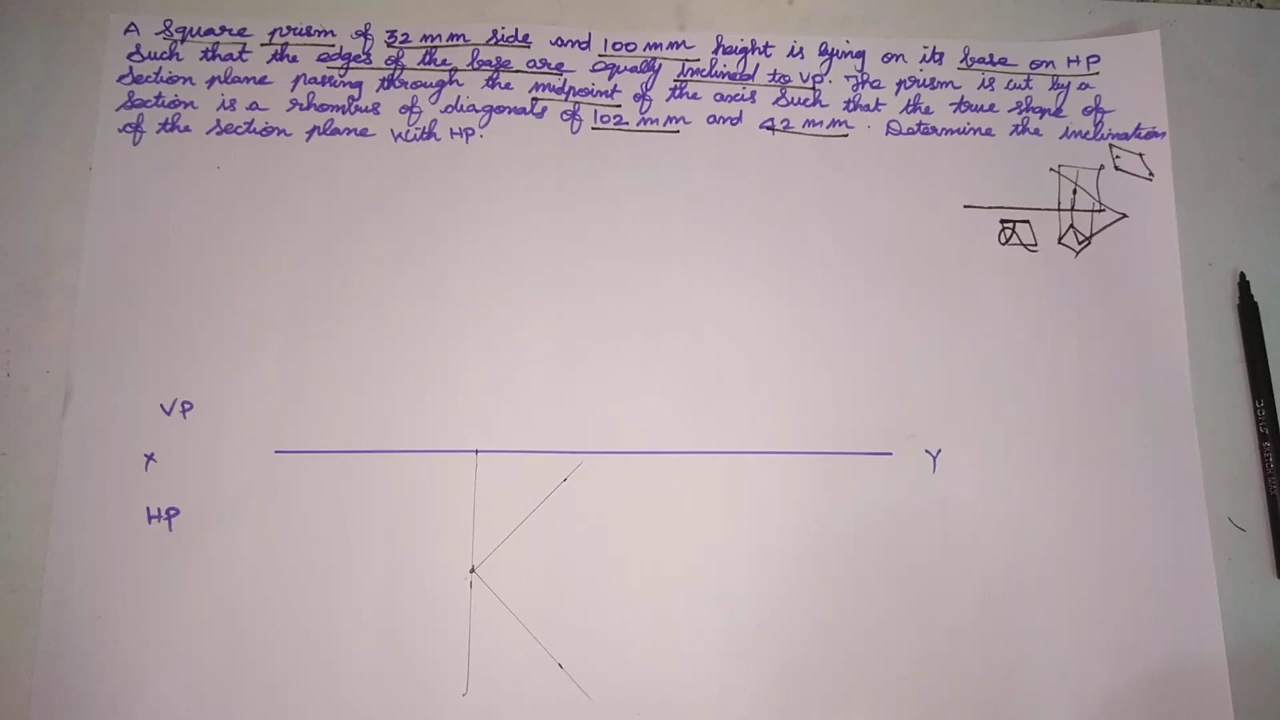 A Square prism of 32 mm side and 100 mm height is lying on its base on HP
Such that the edges of the base are equally inclined to VP. The prism is cut by a
Section plane passing through the midpoint of the axis Such that the true shape of
Section is a rhombus of diagonals of 102 mm and 42 mm. Determine the inclination
of the section plane with HP.
VP
X Y
HP